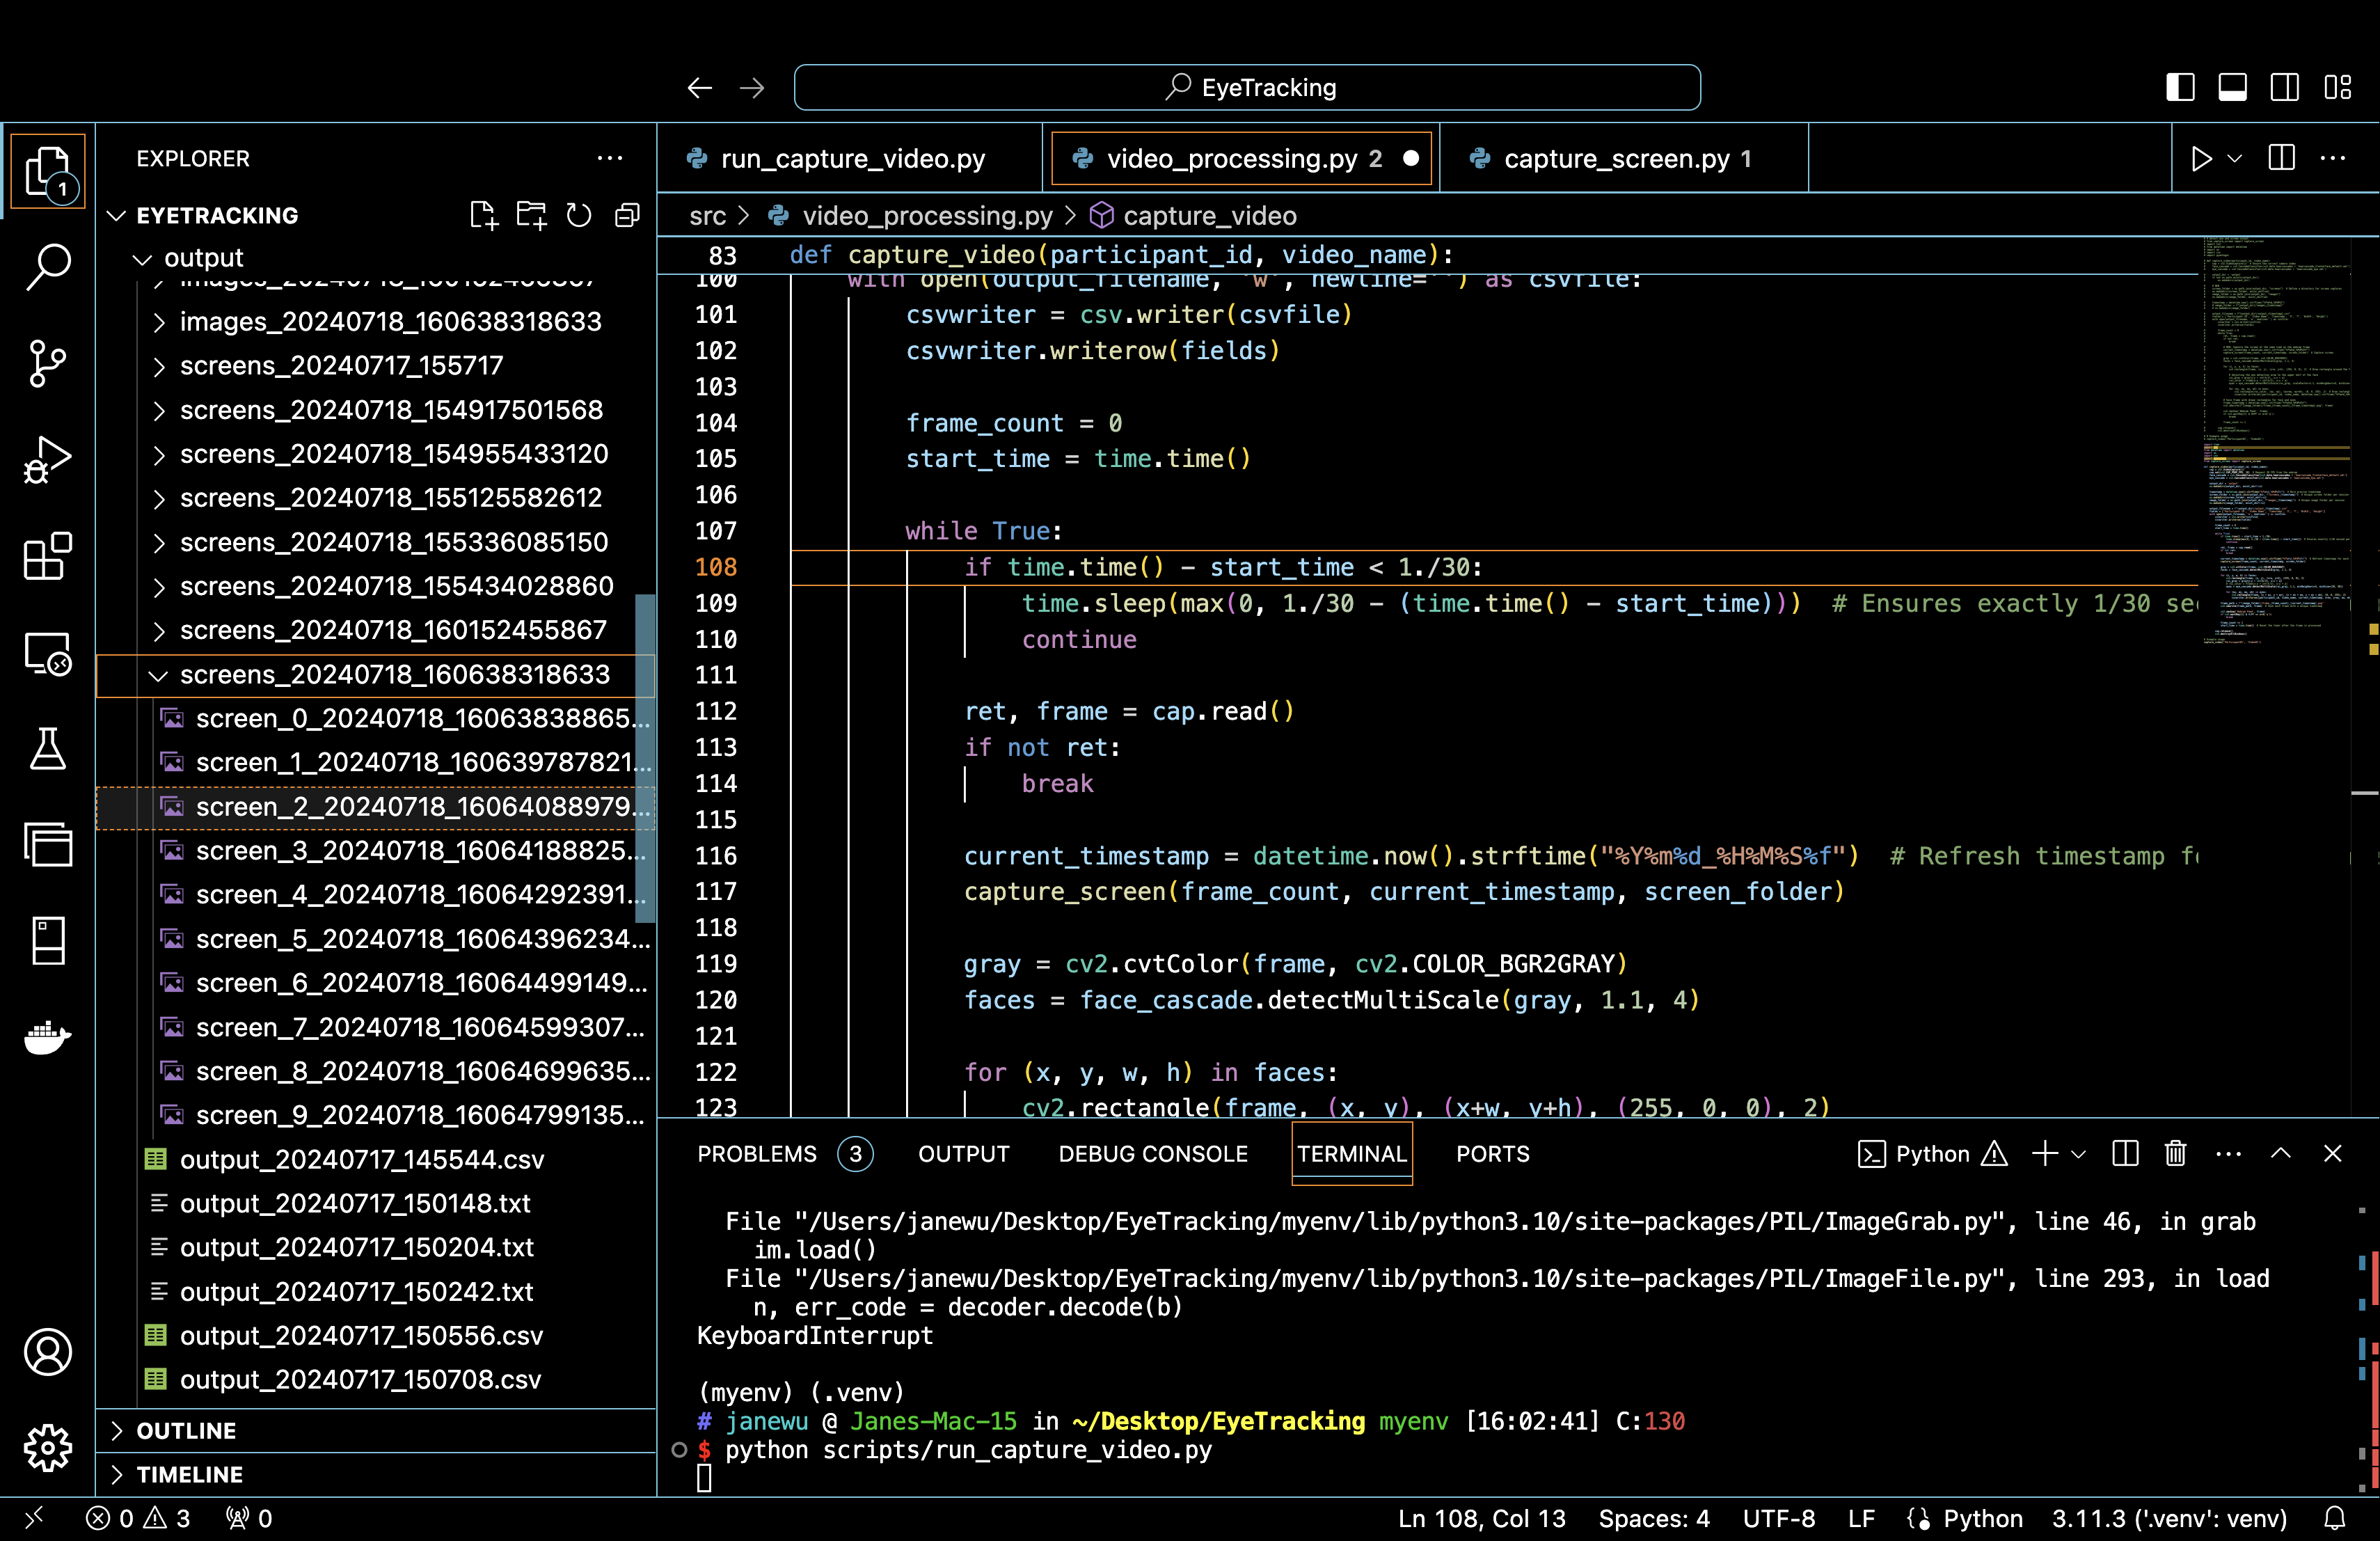 EyeTracking
1
EXPLORER
EYETRACKING
output
images_20240718_160152455867
images_20240718_160638318633
screens_20240717_155717
screens_20240718_154917501568
screens_20240718_154955433120
screens_20240718_155125582612
screens_20240718_155336085150
screens_20240718_155434028860
screens_20240718_160152455867
screens_20240718_160638318633
screen_0_20240718_16063838865...
screen_1_20240718_160639787821...
screen_2_20240718_16064088979...
screen_3_20240718_16064188825...
screen_4_20240718_16064292391...
screen_5_20240718_16064396234...
screen_6_20240718_16064499149...
screen_7_20240718_16064599307...
screen_8_20240718_16064699635...
screen_9_20240718_16064799135...
output_20240717_145544.csv
output_20240717_150148.txt
output_20240717_150204.txt
output_20240717_150242.txt
output_20240717_150556.csv
output_20240717_150708.csv
OUTLINE
TIMELINE
run_capture_video.py
video_processing.py 2
capture_screen.py 1
src > video_processing.py > capture_video
83 def capture_video(participant_id, video_name):
100 with open(output_filename, 'w', newline='') as csvfile:
101 csvwriter = csv.writer(csvfile)
102 csvwriter.writerow(fields)
103
104 frame_count = 0
105 start_time = time.time()
106
107 while True:
108 if time.time() - start_time < 1./30:
109 time.sleep(max(0, 1./30 - (time.time() - start_time))) # Ensures exactly 1/30 se
110 continue
111
112 ret, frame = cap.read()
113 if not ret:
114 break
115
116 current_timestamp = datetime.now().strftime("%Y%m%d_%H%M%S%f") # Refresh timestamp f
117 capture_screen(frame_count, current_timestamp, screen_folder)
118
119 gray = cv2.cvtColor(frame, cv2.COLOR_BGR2GRAY)
120 faces = face_cascade.detectMultiScale(gray, 1.1, 4)
121
122 for (x, y, w, h) in faces:
123 cv2.rectangle(frame, (x, y), (x+w, y+h), (255, 0, 0), 2)
PROBLEMS 3 OUTPUT DEBUG CONSOLE TERMINAL PORTS
Python
File "/Users/janewu/Desktop/EyeTracking/myenv/lib/python3.10/site-packages/PIL/ImageGrab.py", line 46, in grab
im.load()
File "/Users/janewu/Desktop/EyeTracking/myenv/lib/python3.10/site-packages/PIL/ImageFile.py", line 293, in load
n, err_code = decoder.decode(b)
KeyboardInterrupt
(myenv) (.venv)
# janewu @ Janes-Mac-15 in ~/Desktop/EyeTracking myenv [16:02:41] C:130
$ python scripts/run_capture_video.py
0 3 0
Ln 108, Col 13 Spaces: 4 UTF-8 LF Python 3.11.3 ('.venv': venv)